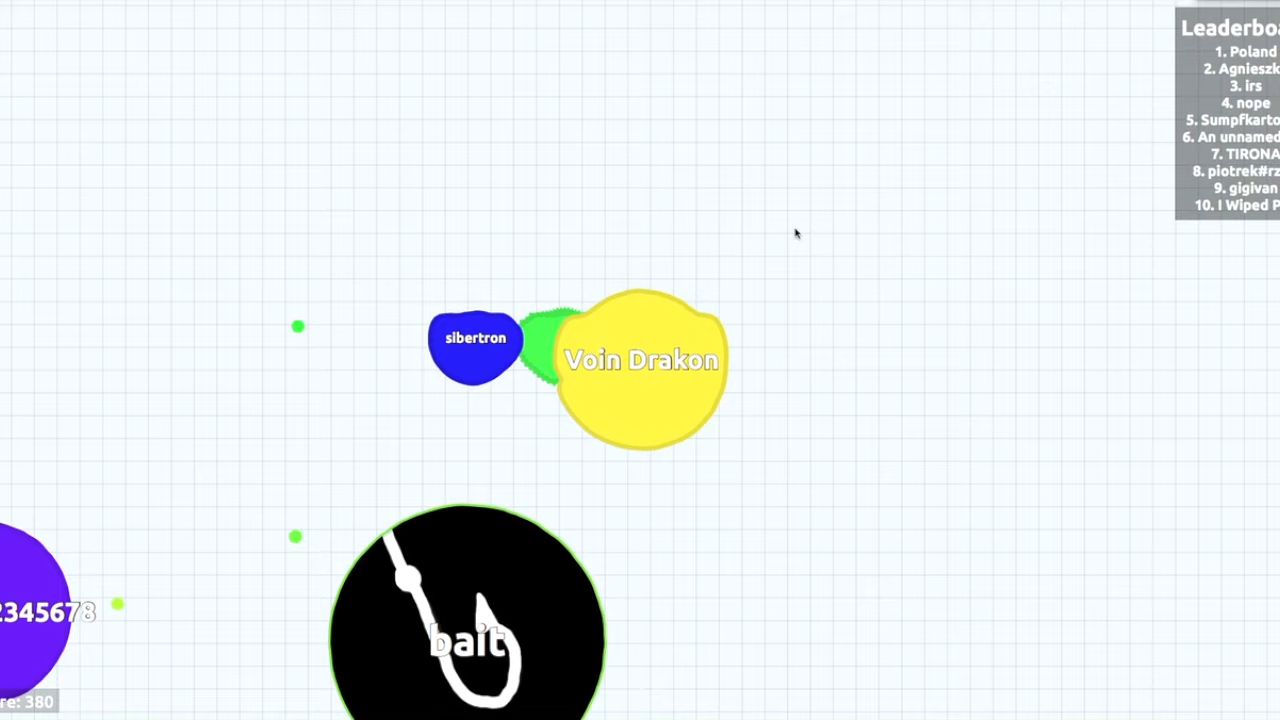 Leaderboa
1. Poland
2. Agnieszk
3. irs
4. nope
5. Sumpfkarto
6. An unnamed
7. TIRONA
8. piotrek#rz
9. gigivan
10. I Wiped P
sibertron
Voin Drakon
2345678
bait
re: 380